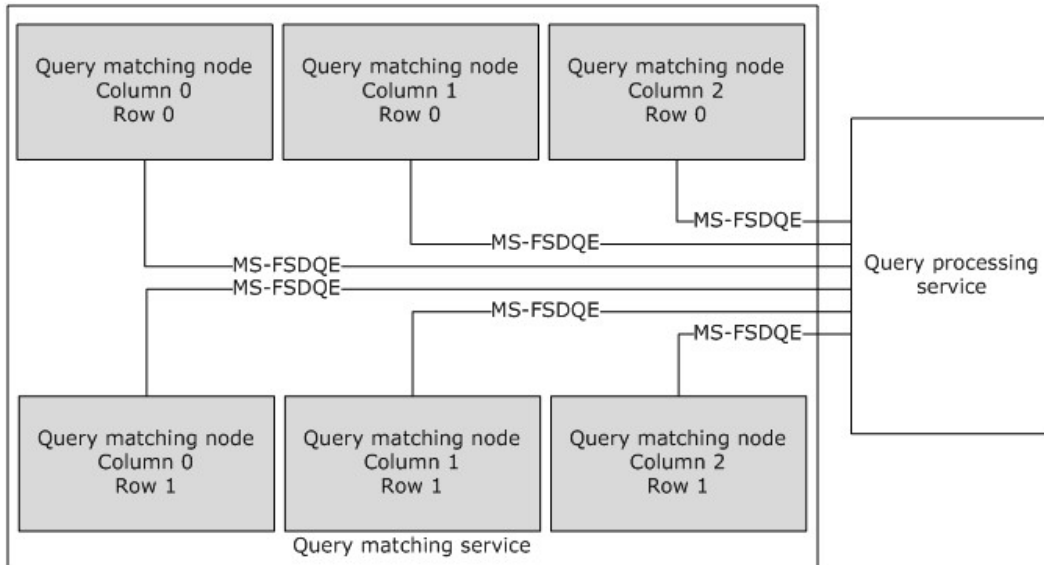 Query matching node
Column 0
Row 0
Query matching node
Column 1
Row 0
Query matching node
Column 2
Row 0
MS-FSDQE
MS-FSDQE
MS-FSDQE
MS-FSDQE
MS-FSDQE
MS-FSDQE
Query processing
service
Query matching node
Column 0
Row 1
Query matching node
Column 1
Row 1
Query matching node
Column 2
Row 1
Query matching service